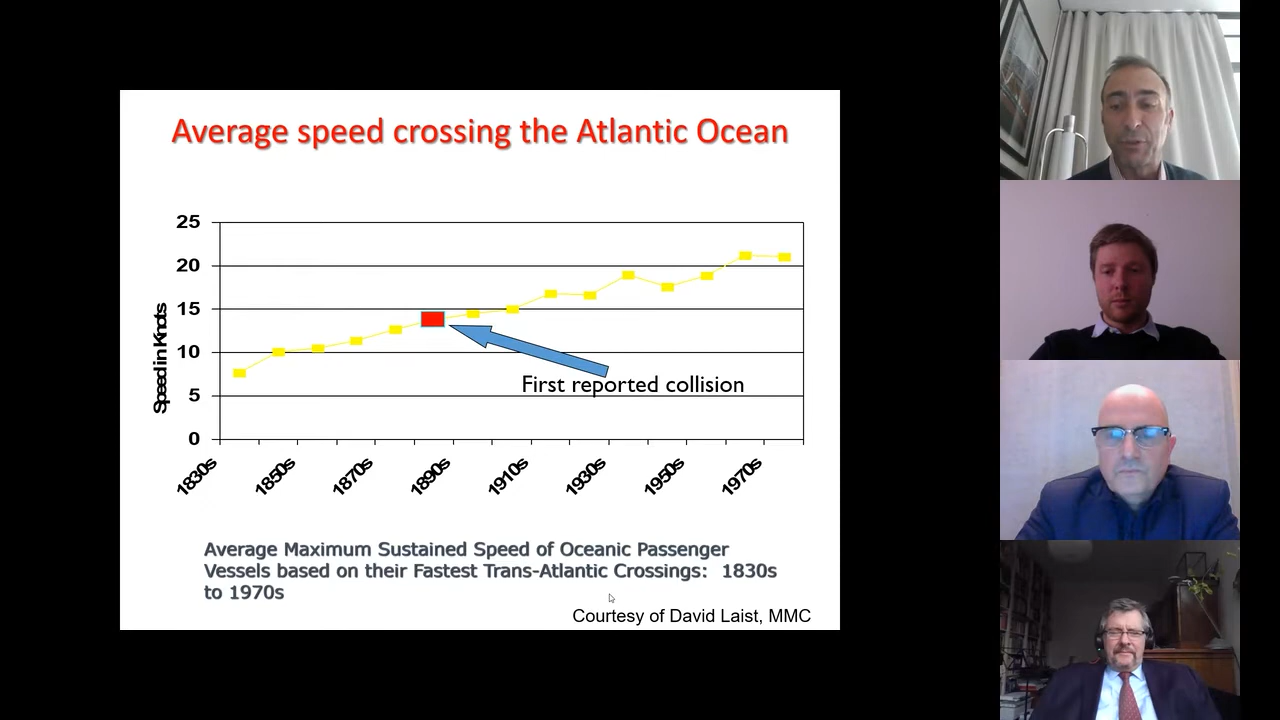 Average speed crossing the Atlantic Ocean
25
20
15
10
5
0
Speed in Knots
First reported collision
1830s
1850s
1870s
1890s
1910s
1930s
1950s
1970s
Average Maximum Sustained Speed of Oceanic Passenger
Vessels based on their Fastest Trans-Atlantic Crossings: 1830s
to 1970s
Courtesy of David Laist, MMC